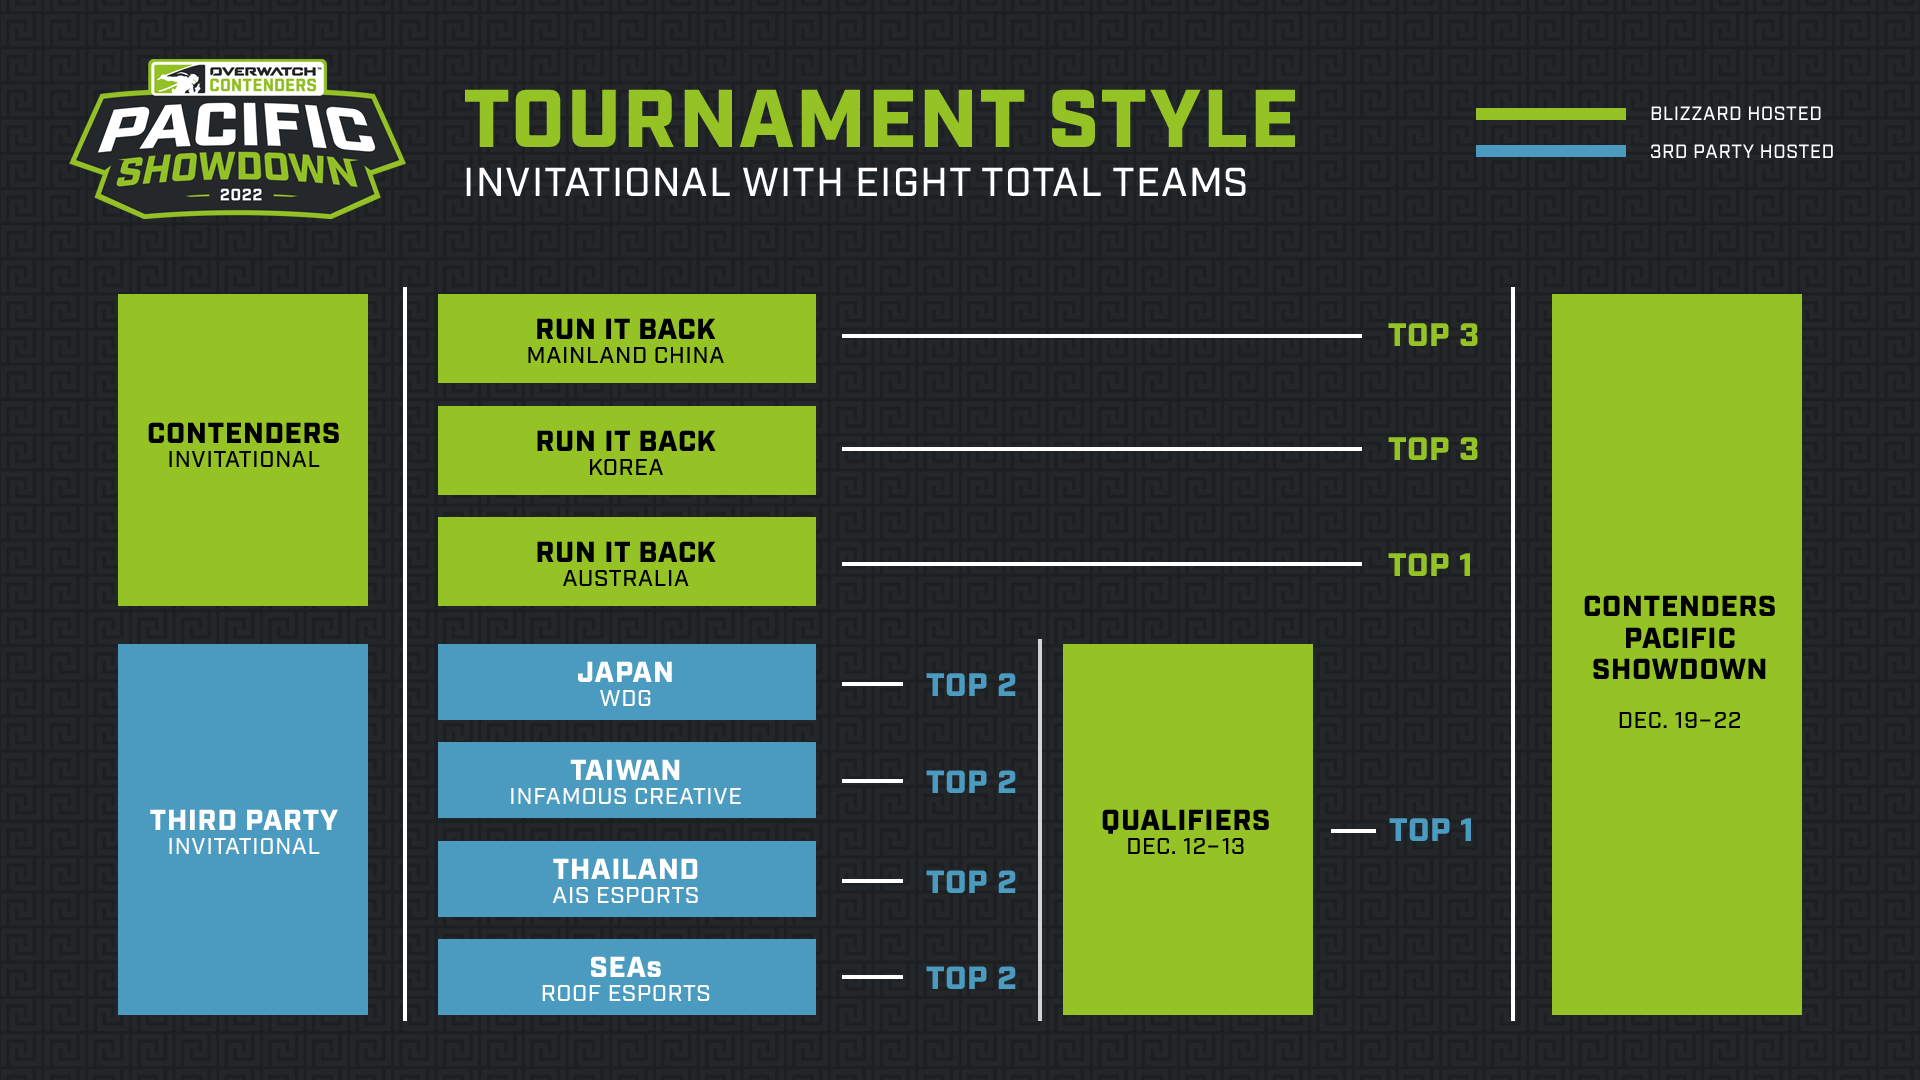 OVERWATCH
CONTENDERS
PACIFIC
SHOWDOWN
2022
TOURNAMENT STYLE
INVITATIONAL WITH EIGHT TOTAL TEAMS
BLIZZARD HOSTED
3RD PARTY HOSTED
CONTENDERS
INVITATIONAL
RUN IT BACK
MAINLAND CHINA
TOP 3
RUN IT BACK
KOREA
TOP 3
RUN IT BACK
AUSTRALIA
TOP 1
THIRD PARTY
INVITATIONAL
JAPAN
WDG
TOP 2
TAIWAN
INFAMOUS CREATIVE
TOP 2
THAILAND
AIS ESPORTS
TOP 2
SEAs
ROOF ESPORTS
TOP 2
QUALIFIERS
DEC. 12–13
TOP 1
CONTENDERS
PACIFIC
SHOWDOWN
DEC. 19–22